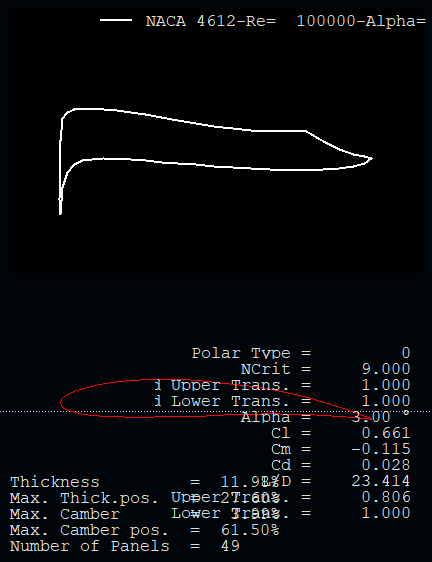 NACA 4612-Re=  100000-Alpha=
Polar Type =  0
NCrit =  9.000
Upper Trans. =  1.000
Lower Trans. =  1.000
Alpha =  3.00 °
Cl =  0.661
Cm =  -0.115
Cd =  0.028
L/D =  23.414
Upper Trans. =  0.806
Lower Trans. =  1.000
Thickness =  11.98%
Max. Thick.pos. =  27.60%
Max. Camber =  3.99%
Max. Camber pos. =  61.50%
Number of Panels =  49